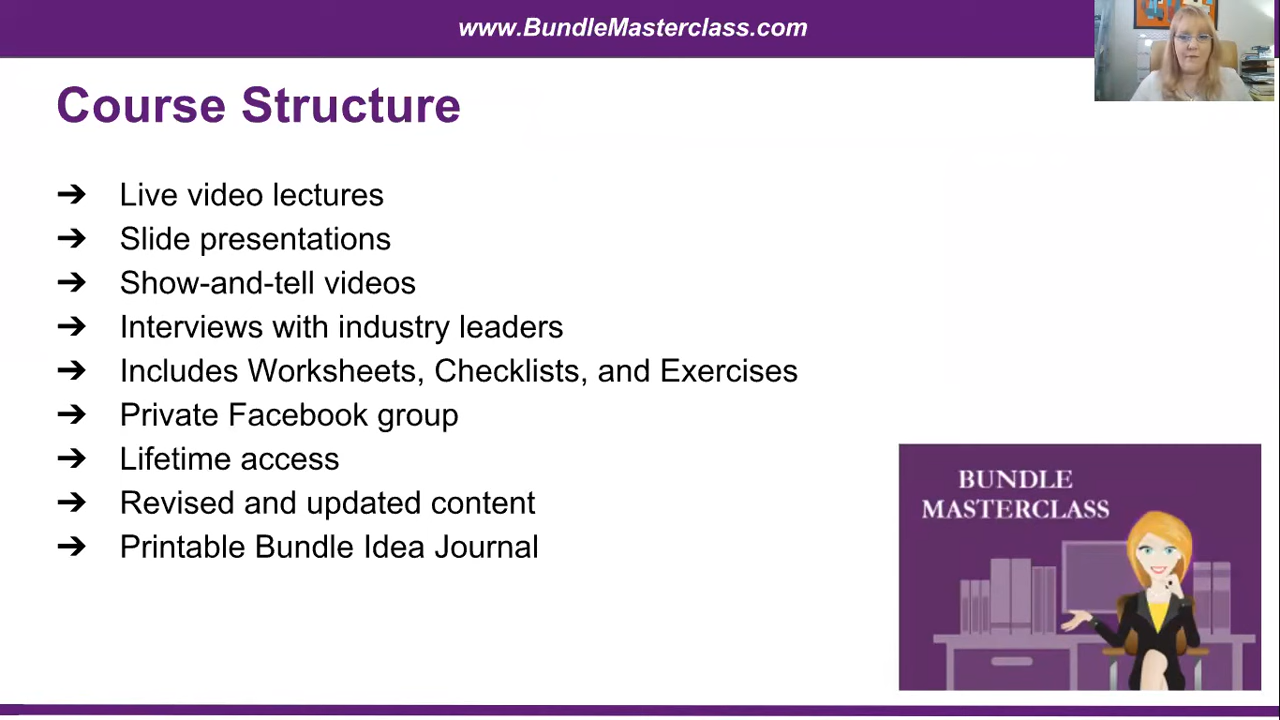 www.BundleMasterclass.com
Course Structure
➔ Live video lectures
➔ Slide presentations
➔ Show-and-tell videos
➔ Interviews with industry leaders
➔ Includes Worksheets, Checklists, and Exercises
➔ Private Facebook group
➔ Lifetime access
➔ Revised and updated content
➔ Printable Bundle Idea Journal
BUNDLE
MASTERCLASS